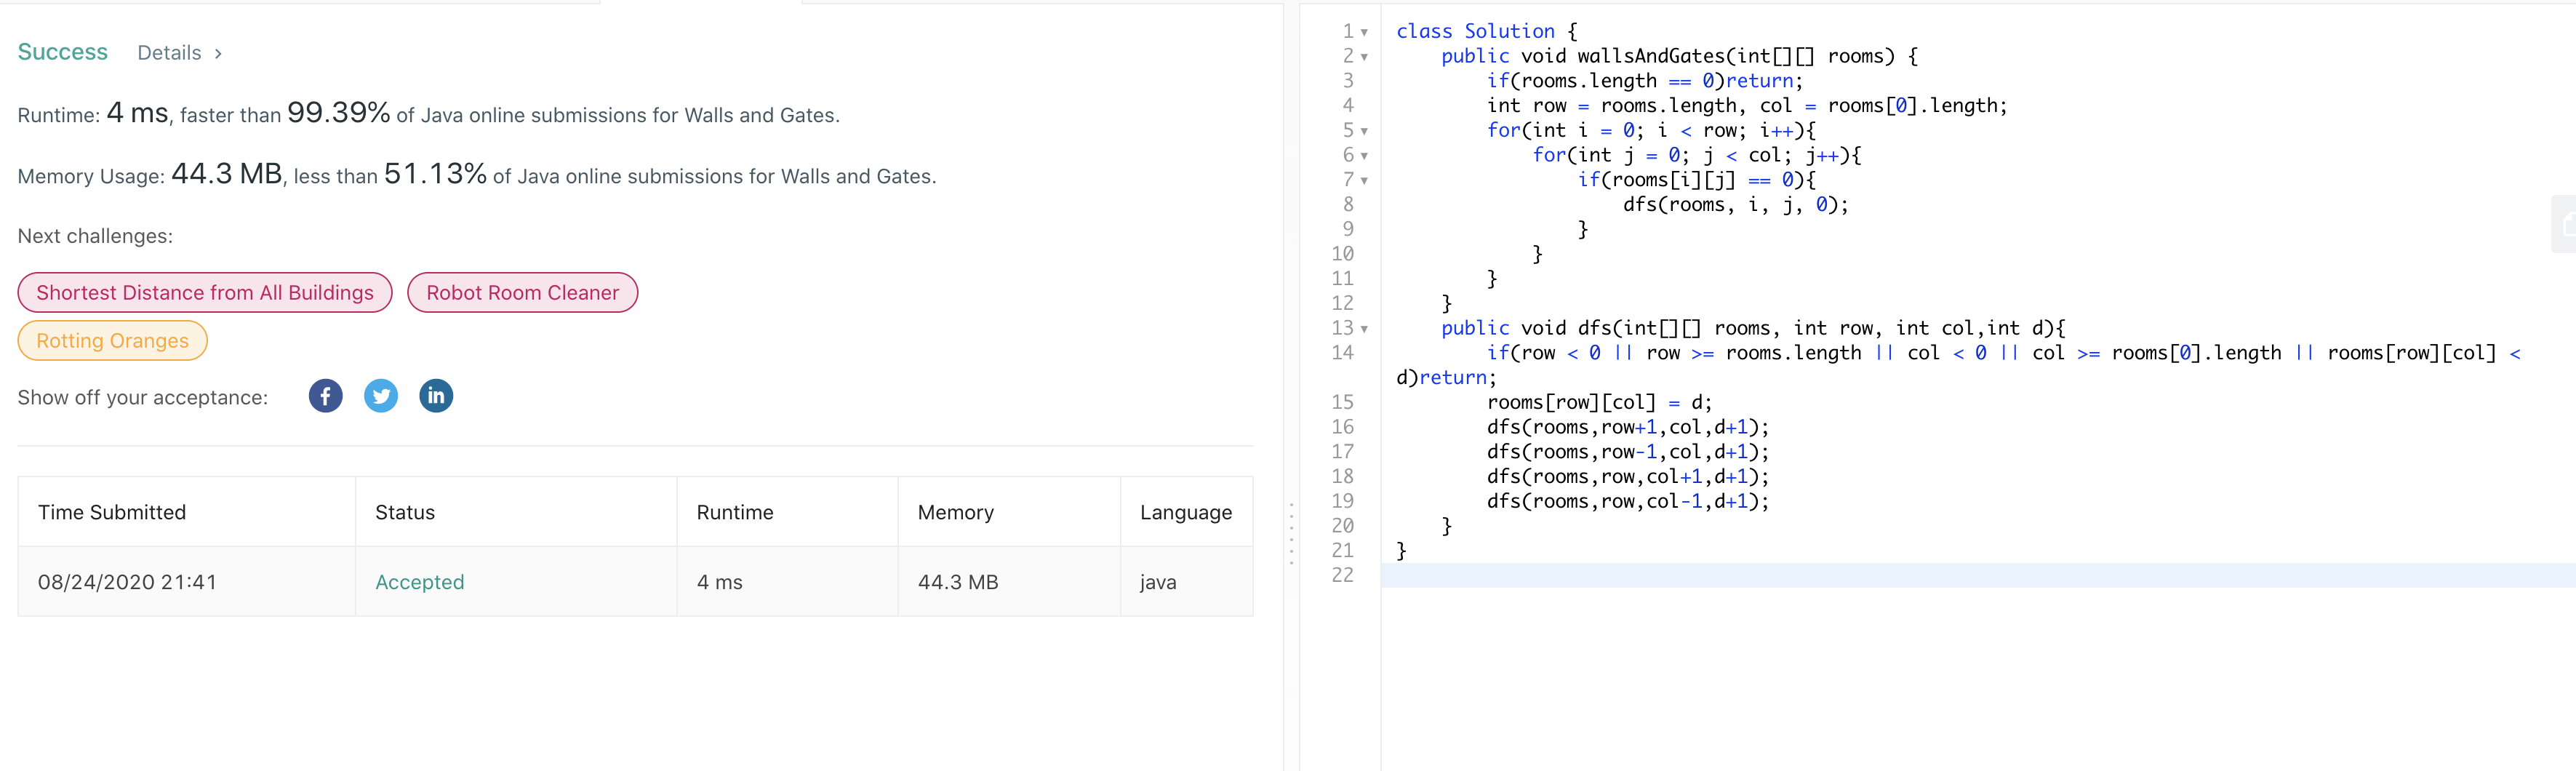 Success Details >
Runtime: 4 ms, faster than 99.39% of Java online submissions for Walls and Gates.
Memory Usage: 44.3 MB, less than 51.13% of Java online submissions for Walls and Gates.
Next challenges:
Shortest Distance from All Buildings Robot Room Cleaner
Rotting Oranges
Show off your acceptance: f in
Time Submitted Status Runtime Memory Language
08/24/2020 21:41 Accepted 4 ms 44.3 MB java
1 class Solution {
2     public void wallsAndGates(int[][] rooms) {
3         if(rooms.length == 0)return;
4         int row = rooms.length, col = rooms[0].length;
5         for(int i = 0; i < row; i++){
6             for(int j = 0; j < col; j++){
7                 if(rooms[i][j] == 0){
8                     dfs(rooms, i, j, 0);
9                 }
10             }
11         }
12     }
13     public void dfs(int[][] rooms, int row, int col,int d){
14         if(row < 0 || row >= rooms.length || col < 0 || col >= rooms[0].length || rooms[row][col] <
d)return;
15         rooms[row][col] = d;
16         dfs(rooms,row+1,col,d+1);
17         dfs(rooms,row-1,col,d+1);
18         dfs(rooms,row,col+1,d+1);
19         dfs(rooms,row,col-1,d+1);
20     }
21 }
22